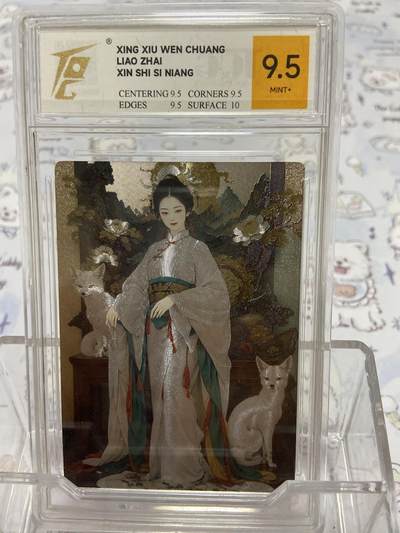 ®
XING XIU WEN CHUANG
LIAO ZHAI
XIN SHI SI NIANG
CENTERING 9.5 CORNERS 9.5
EDGES 9.5 SURFACE 10
9.5
MINT+